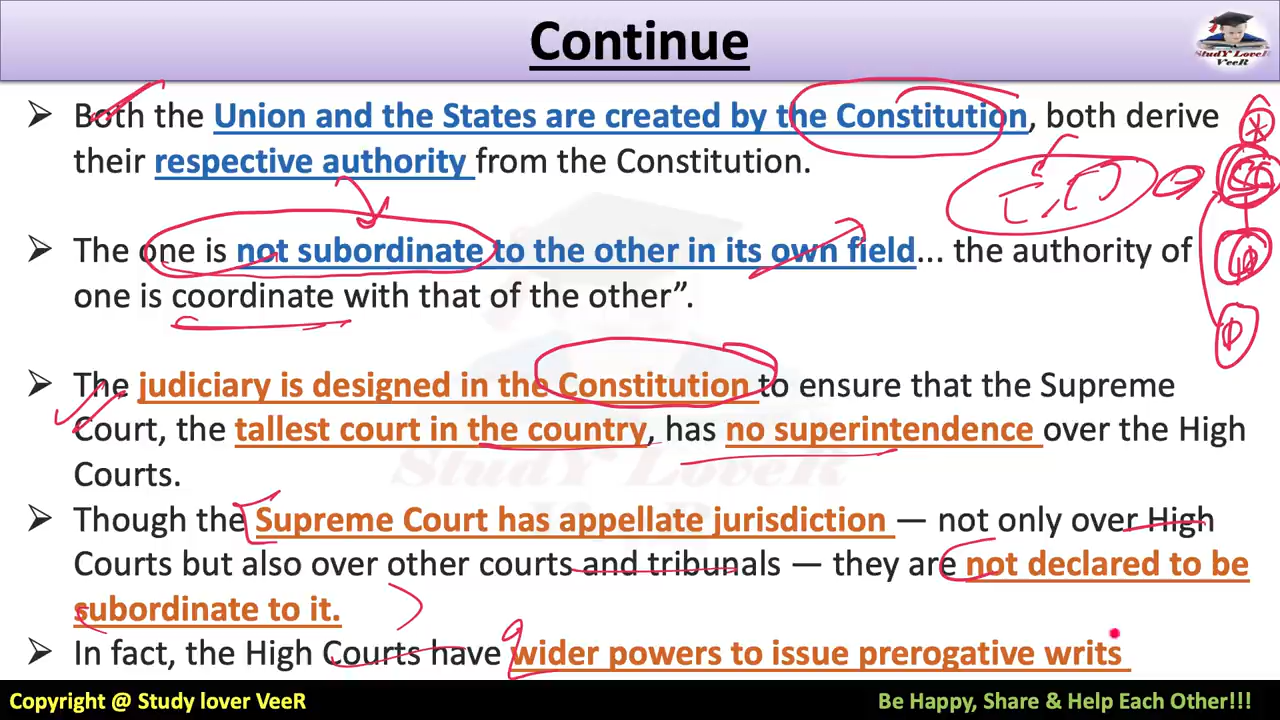 Continue
StudY LoveR
VeeR
➢ Both the Union and the States are created by the Constitution, both derive
their respective authority from the Constitution.
➢ The one is not subordinate to the other in its own field... the authority of
one is coordinate with that of the other”.
➢ The judiciary is designed in the Constitution to ensure that the Supreme
Court, the tallest court in the country, has no superintendence over the High
Courts.
➢ Though the Supreme Court has appellate jurisdiction — not only over High
Courts but also over other courts and tribunals — they are not declared to be
subordinate to it.
➢ In fact, the High Courts have wider powers to issue prerogative writs
StudY LoveR
Copyright @ Study lover VeeR
Be Happy, Share & Help Each Other!!!